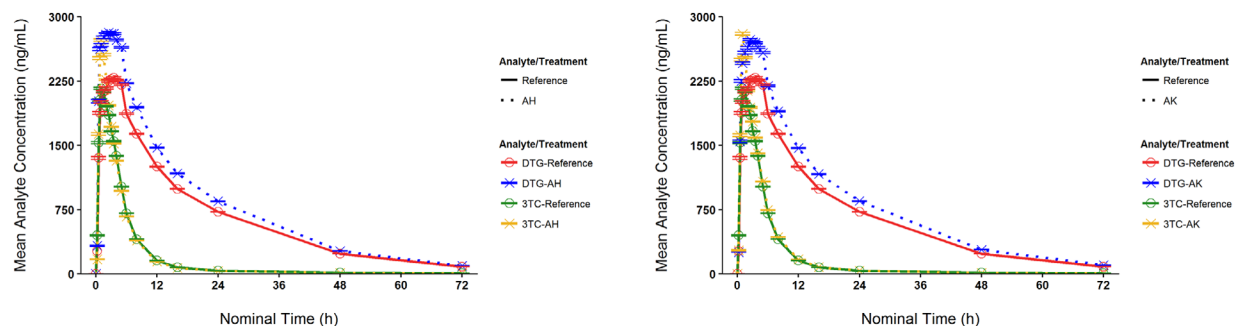 Mean Analyte Concentration (ng/mL)
3000
2250
1500
750
0
0 12 24 36 48 60 72
Nominal Time (h)
Analyte/Treatment
Reference
AH
Analyte/Treatment
DTG-Reference
DTG-AH
3TC-Reference
3TC-AH
Mean Analyte Concentration (ng/mL)
3000
2250
1500
750
0
0 12 24 36 48 60 72
Nominal Time (h)
Analyte/Treatment
Reference
AK
Analyte/Treatment
DTG-Reference
DTG-AK
3TC-Reference
3TC-AK